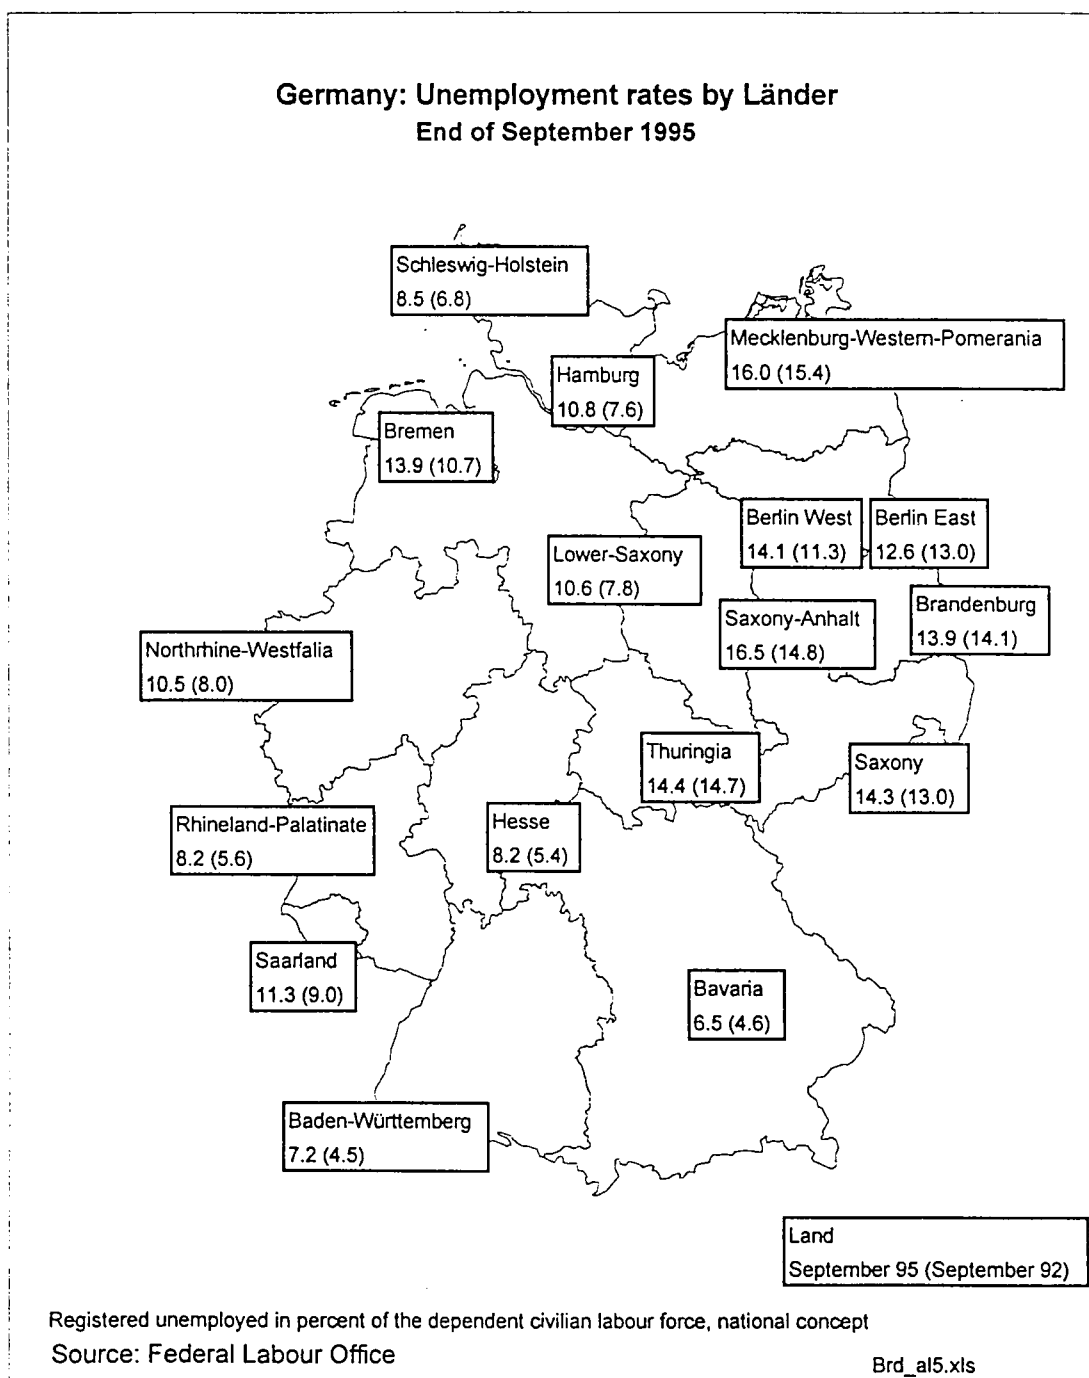 Germany: Unemployment rates by Länder
End of September 1995
Schleswig-Holstein
8.5 (6.8)
Mecklenburg-Western-Pomerania
16.0 (15.4)
Hamburg
10.8 (7.6)
Bremen
13.9 (10.7)
Berlin West
14.1 (11.3)
Berlin East
12.6 (13.0)
Lower-Saxony
10.6 (7.8)
Brandenburg
13.9 (14.1)
Saxony-Anhalt
16.5 (14.8)
Northrhine-Westfalia
10.5 (8.0)
Thuringia
14.4 (14.7)
Saxony
14.3 (13.0)
Rhineland-Palatinate
8.2 (5.6)
Hesse
8.2 (5.4)
Saarland
11.3 (9.0)
Bavaria
6.5 (4.6)
Baden-Württemberg
7.2 (4.5)
Land
September 95 (September 92)
Registered unemployed in percent of the dependent civilian labour force, national concept
Source: Federal Labour Office
Brd_al5.xls